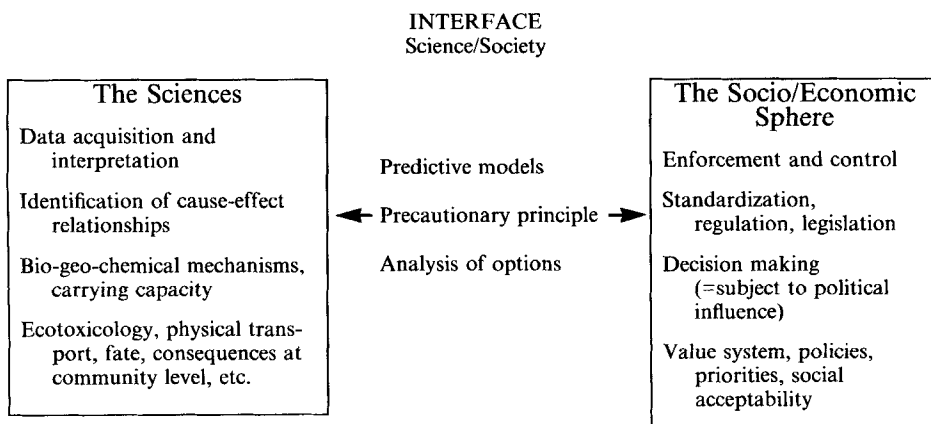 INTERFACE
Science/Society
The Sciences
Data acquisition and
interpretation
Identification of cause-effect
relationships
Bio-geo-chemical mechanisms,
carrying capacity
Ecotoxicology, physical trans-
port, fate, consequences at
community level, etc.
Predictive models
Precautionary principle
Analysis of options
The Socio/Economic
Sphere
Enforcement and control
Standardization,
regulation, legislation
Decision making
(=subject to political
influence)
Value system, policies,
priorities, social
acceptability